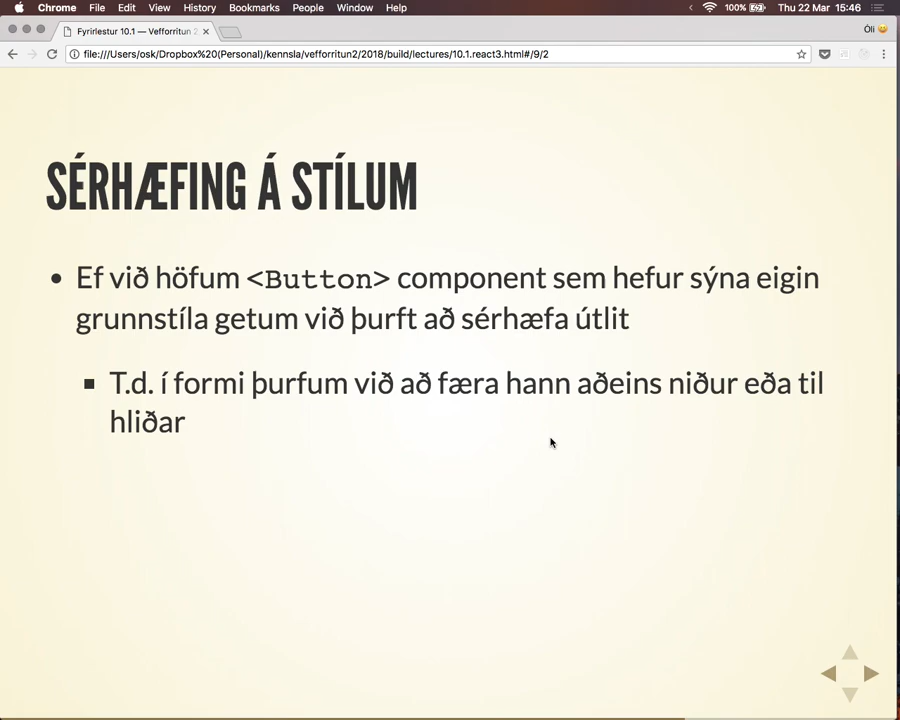 Chrome File Edit View History Bookmarks People Window Help 100% Thu 22 Mar 15:46
Fyrirlestur 10.1 — Vefforritun 2 Óli
file:///Users/osk/Dropbox%20(Personal)/kennsla/vefforritun2/2018/build/lectures/10.1.react3.html#/9/2
SÉRHÆFING Á STÍLUM
• Ef við höfum <Button> component sem hefur sýna eigin
grunnstíla getum við þurft að sérhæfa útlit
▪ T.d. í formi þurfum við að færa hann aðeins niður eða til
hliðar